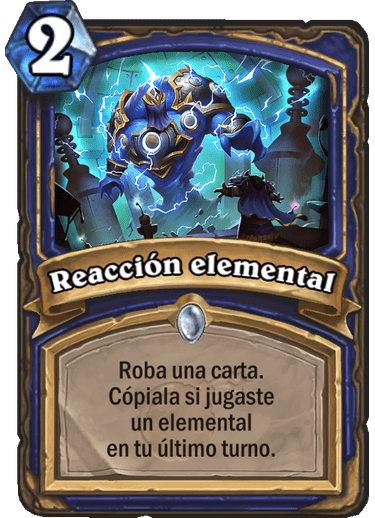 2
Reacción elemental
Roba una carta.
Cópiala si jugaste
un elemental
en tu último turno.